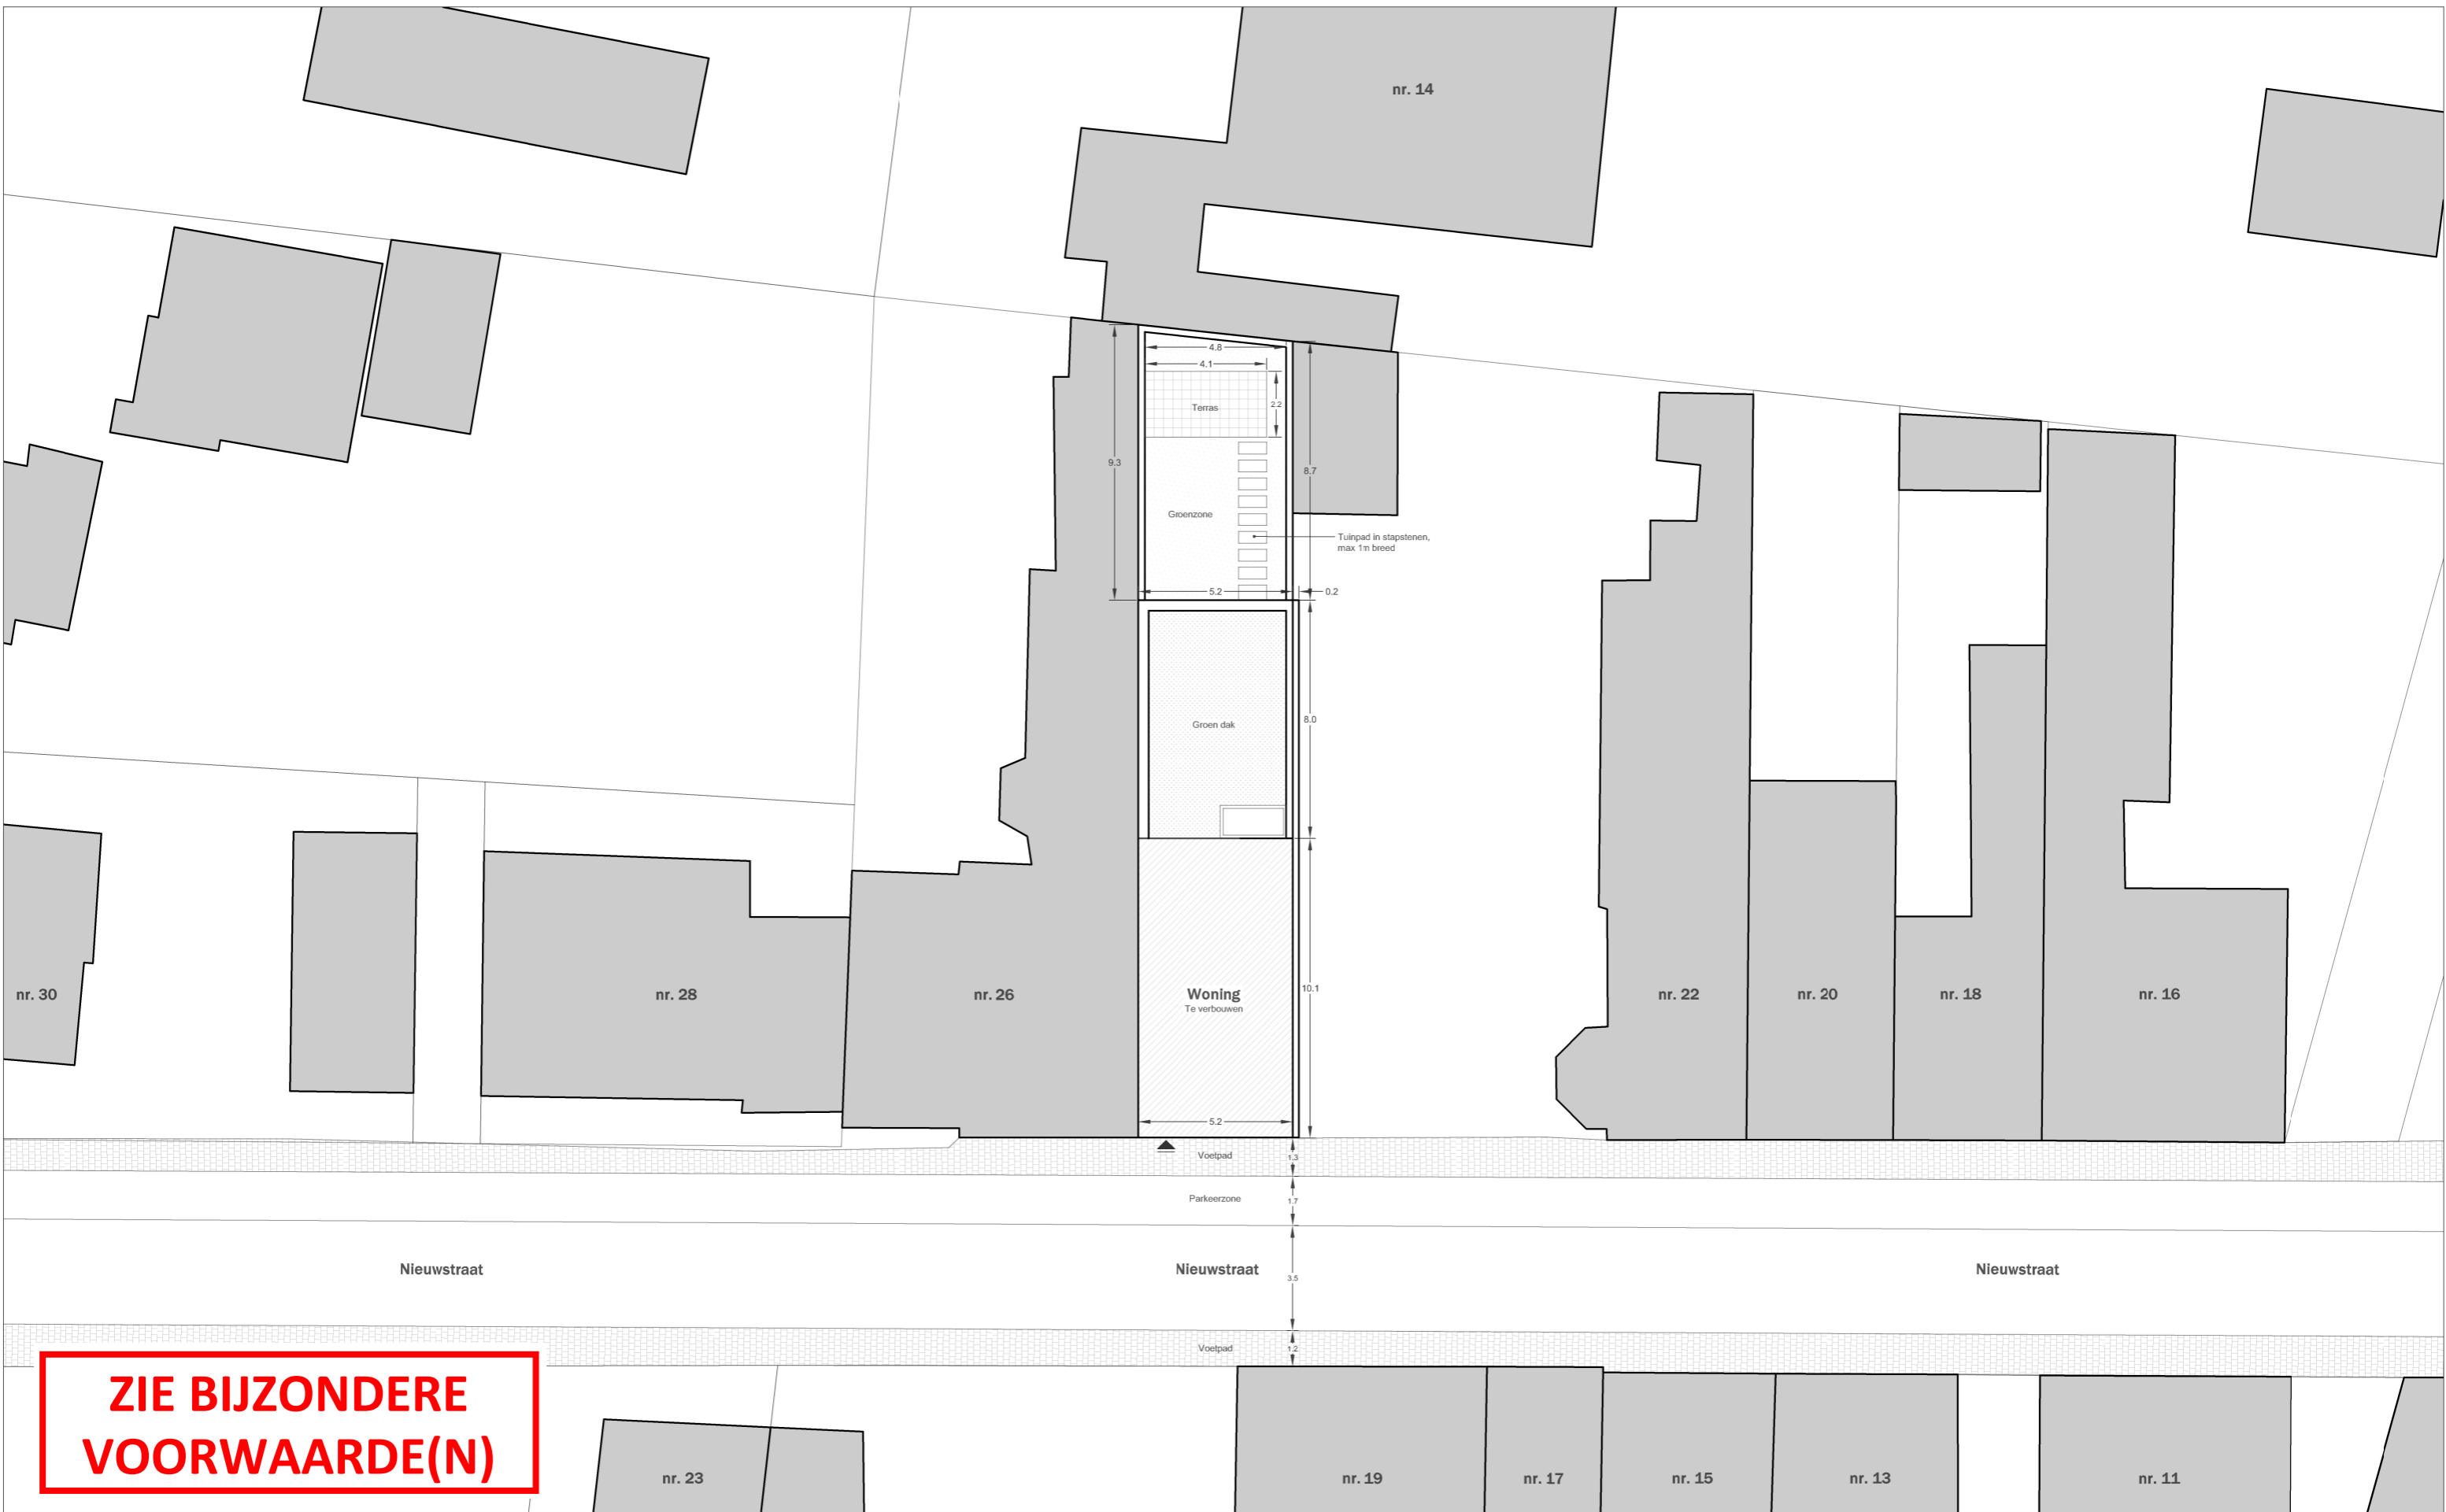 nr. 14
4.8
4.1
Terras
2.2
9.3
8.7
Groenzone
Tuinpad in stapstenen,
max 1m breed
5.2
0.2
Groen dak
8.0
nr. 30
nr. 28
nr. 26
Woning
Te verbouwen
10.1
nr. 22
nr. 20
nr. 18
nr. 16
5.2
Voetpad
1.3
Parkeerzone
1.7
Nieuwstraat
Nieuwstraat
Nieuwstraat
3.5
Voetpad
1.2
ZIE BIJZONDERE
VOORWAARDE(N)
nr. 23
nr. 19
nr. 17
nr. 15
nr. 13
nr. 11